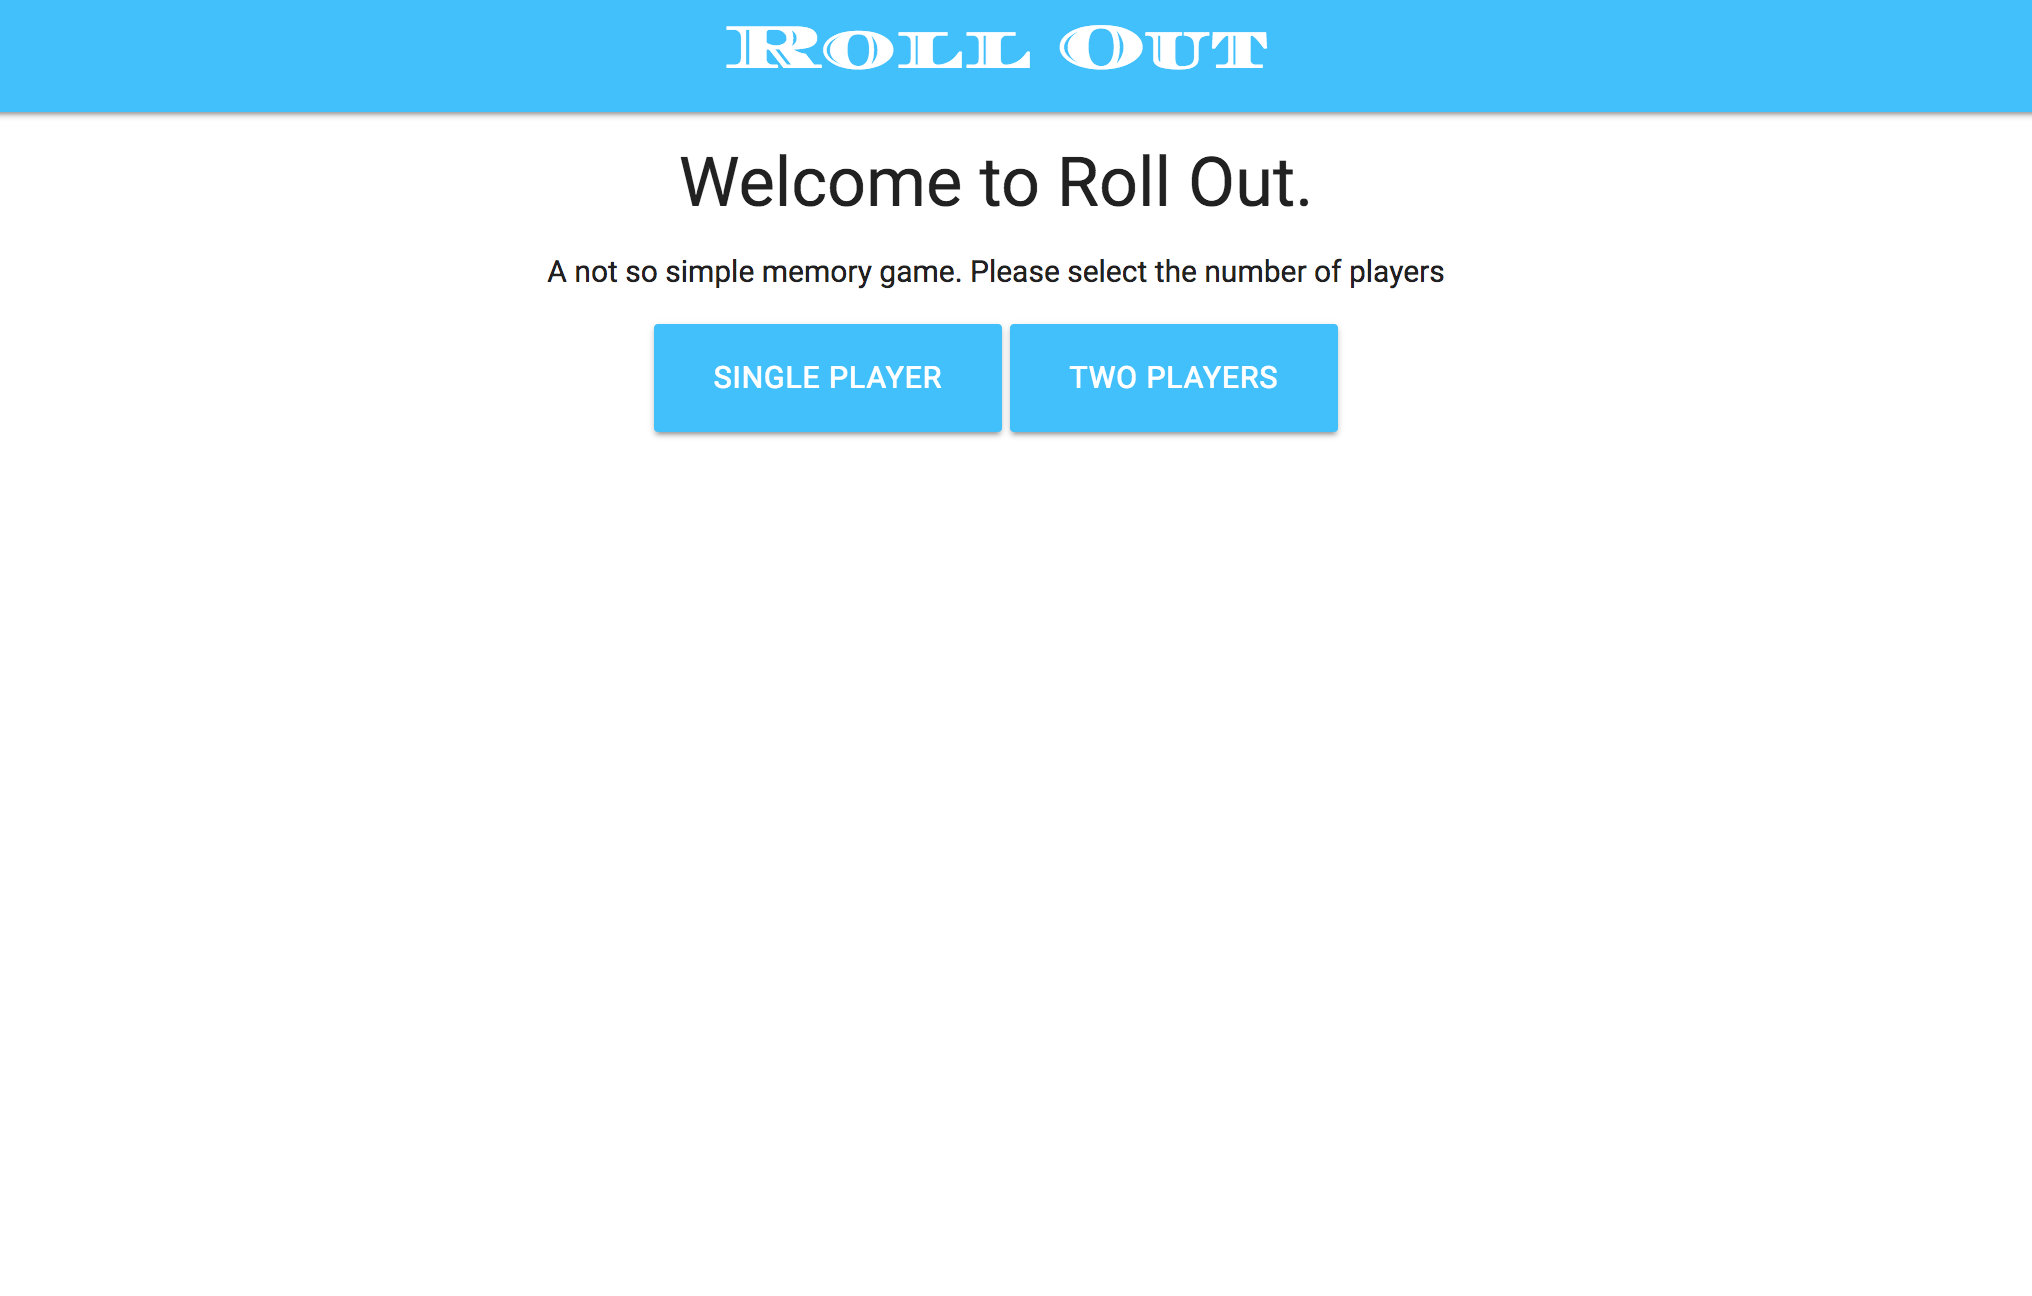 Roll Out
Welcome to Roll Out.
A not so simple memory game. Please select the number of players
SINGLE PLAYER
TWO PLAYERS